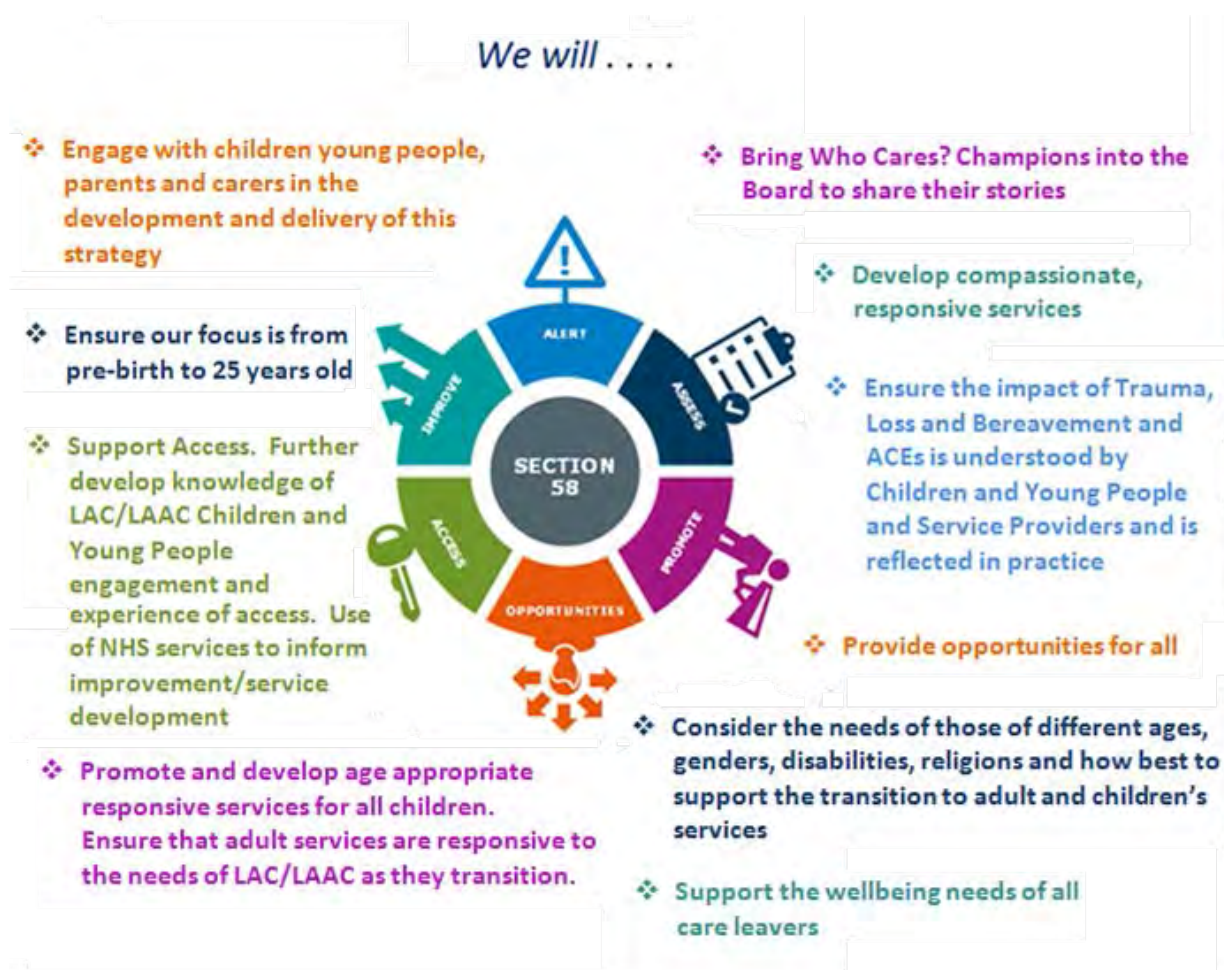 We will . . . .
❖ Engage with children young people,
parents and carers in the
development and delivery of this
strategy
❖ Ensure our focus is from
pre-birth to 25 years old
❖ Support Access. Further
develop knowledge of
LAC/LAAC Children and
Young People
engagement and
experience of access. Use
of NHS services to inform
improvement/service
development
❖ Promote and develop age appropriate
responsive services for all children.
Ensure that adult services are responsive to
the needs of LAC/LAAC as they transition.
!
ALERT
ASSESS
PROMOTE
OPPORTUNITIES
ACCESS
IMPROVE
SECTION
58
❖ Bring Who Cares? Champions into the
Board to share their stories
❖ Develop compassionate,
responsive services
❖ Ensure the impact of Trauma,
Loss and Bereavement and
ACEs is understood by
Children and Young People
and Service Providers and is
reflected in practice
❖ Provide opportunities for all
❖ Consider the needs of those of different ages,
genders, disabilities, religions and how best to
support the transition to adult and children's
services
❖ Support the wellbeing needs of all
care leavers